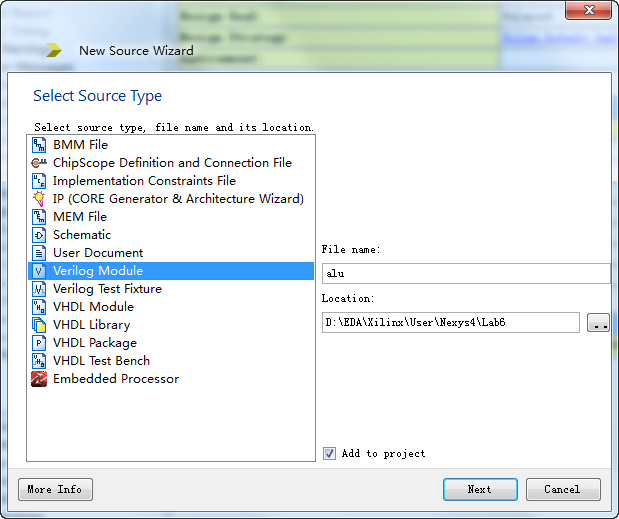 New Source Wizard
Select Source Type
Select source type, file name and its location.
BMM File
ChipScope Definition and Connection File
Implementation Constraints File
IP (CORE Generator & Architecture Wizard)
MEM File
Schematic
User Document
Verilog Module
Verilog Test Fixture
VHDL Module
VHDL Library
VHDL Package
VHDL Test Bench
Embedded Processor
File name:
alu
Location:
D:\EDA\Xilinx\User\Nexys4\Lab6
..
Add to project
More Info
Next
Cancel